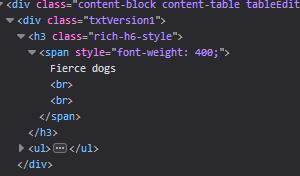 <div class="content-block content-table tableEdit
<div class="txtVersion1">
<h3 class="rich-h6-style">
<span style="font-weight: 400;">
Fierce dogs
<br>
<br>
</span>
</h3>
<ul>⋯</ul>
</div>